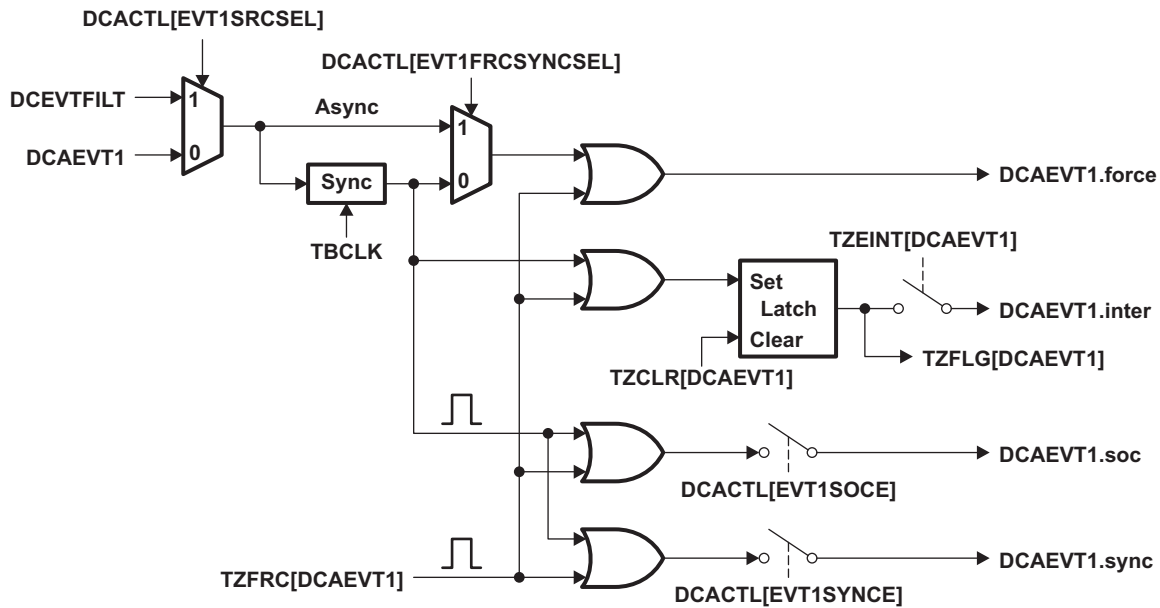 DCACTL[EVT1SRCSEL]
DCACTL[EVT1FRCSYNCSEL]
DCEVTFILT
1
Async
1
DCAEVT1
0
Sync
0
DCAEVT1.force
TBCLK
TZEINT[DCAEVT1]
Set
Latch
DCAEVT1.inter
Clear
TZFLG[DCAEVT1]
TZCLR[DCAEVT1]
DCAEVT1.soc
DCACTL[EVT1SOCE]
DCAEVT1.sync
TZFRC[DCAEVT1]
DCACTL[EVT1SYNCE]